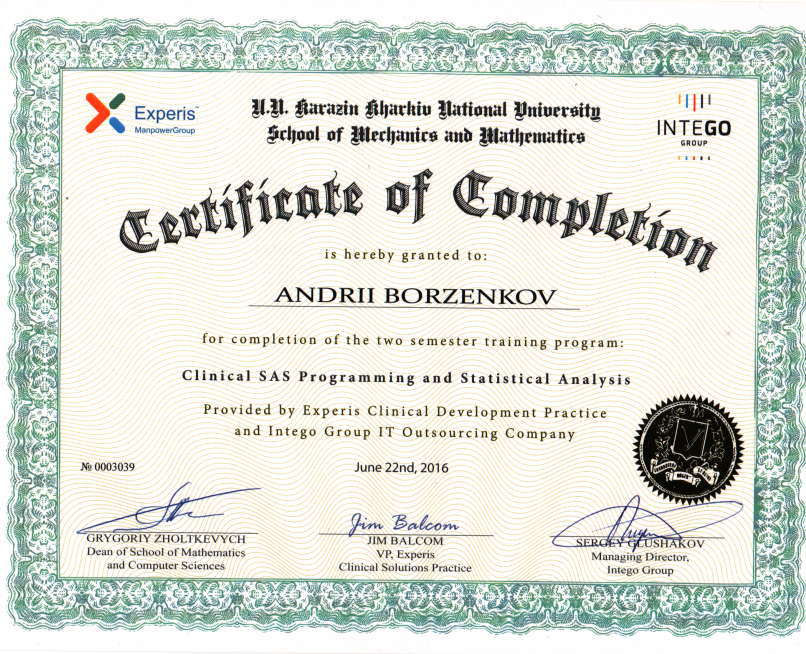 Experis™
ManpowerGroup
V.N. Karazin Kharkiv National University
School of Mechanics and Mathematics
INTEGO
GROUP
Certificate of Completion
is hereby granted to:
ANDRII BORZENKOV
for completion of the two semester training program:
Clinical SAS Programming and Statistical Analysis
Provided by Experis Clinical Development Practice
and Intego Group IT Outsourcing Company
№ 0003039
June 22nd, 2016
Jim Balcom
GRYGORIY ZHOLTKEVYCH
Dean of School of Mathematics
and Computer Sciences
JIM BALCOM
VP, Experis
Clinical Solutions Practice
SERGEY GLUSHAKOV
Managing Director,
Intego Group